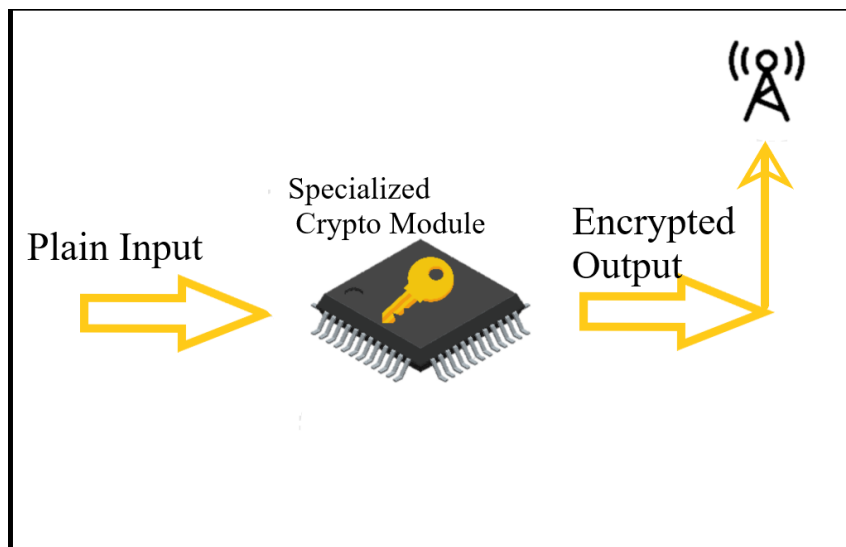 Specialized
Crypto Module
Plain Input
Encrypted
Output